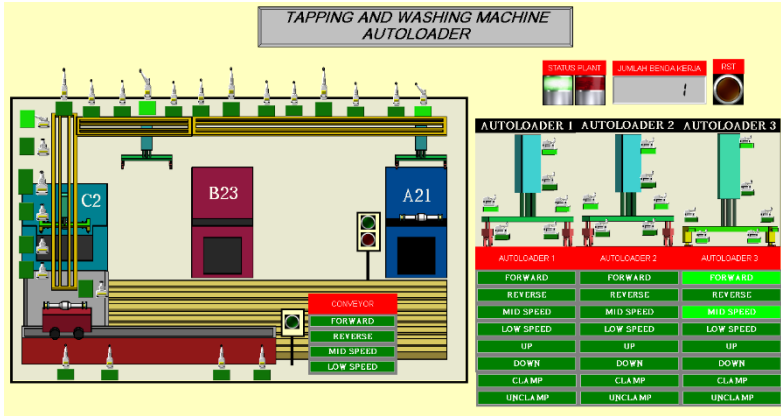 TAPPING AND WASHING MACHINE
AUTOLOADER
STATUS PLANT
JUMLAH BENDA KERJA
RST
1
AUTOLOADER 1
AUTOLOADER 2
AUTOLOADER 3
C2
B23
A21
AUTOLOADER 1
AUTOLOADER 2
AUTOLOADER 3
FORWARD
FORWARD
FORWARD
REVERSE
REVERSE
REVERSE
MID SPEED
MID SPEED
MID SPEED
LOW SPEED
LOW SPEED
LOW SPEED
UP
UP
UP
DOWN
DOWN
DOWN
CLAMP
CLAMP
CLAMP
UNCLAMP
UNCLAMP
UNCLAMP
CONVEYOR
FORWARD
REVERSE
MID SPEED
LOW SPEED